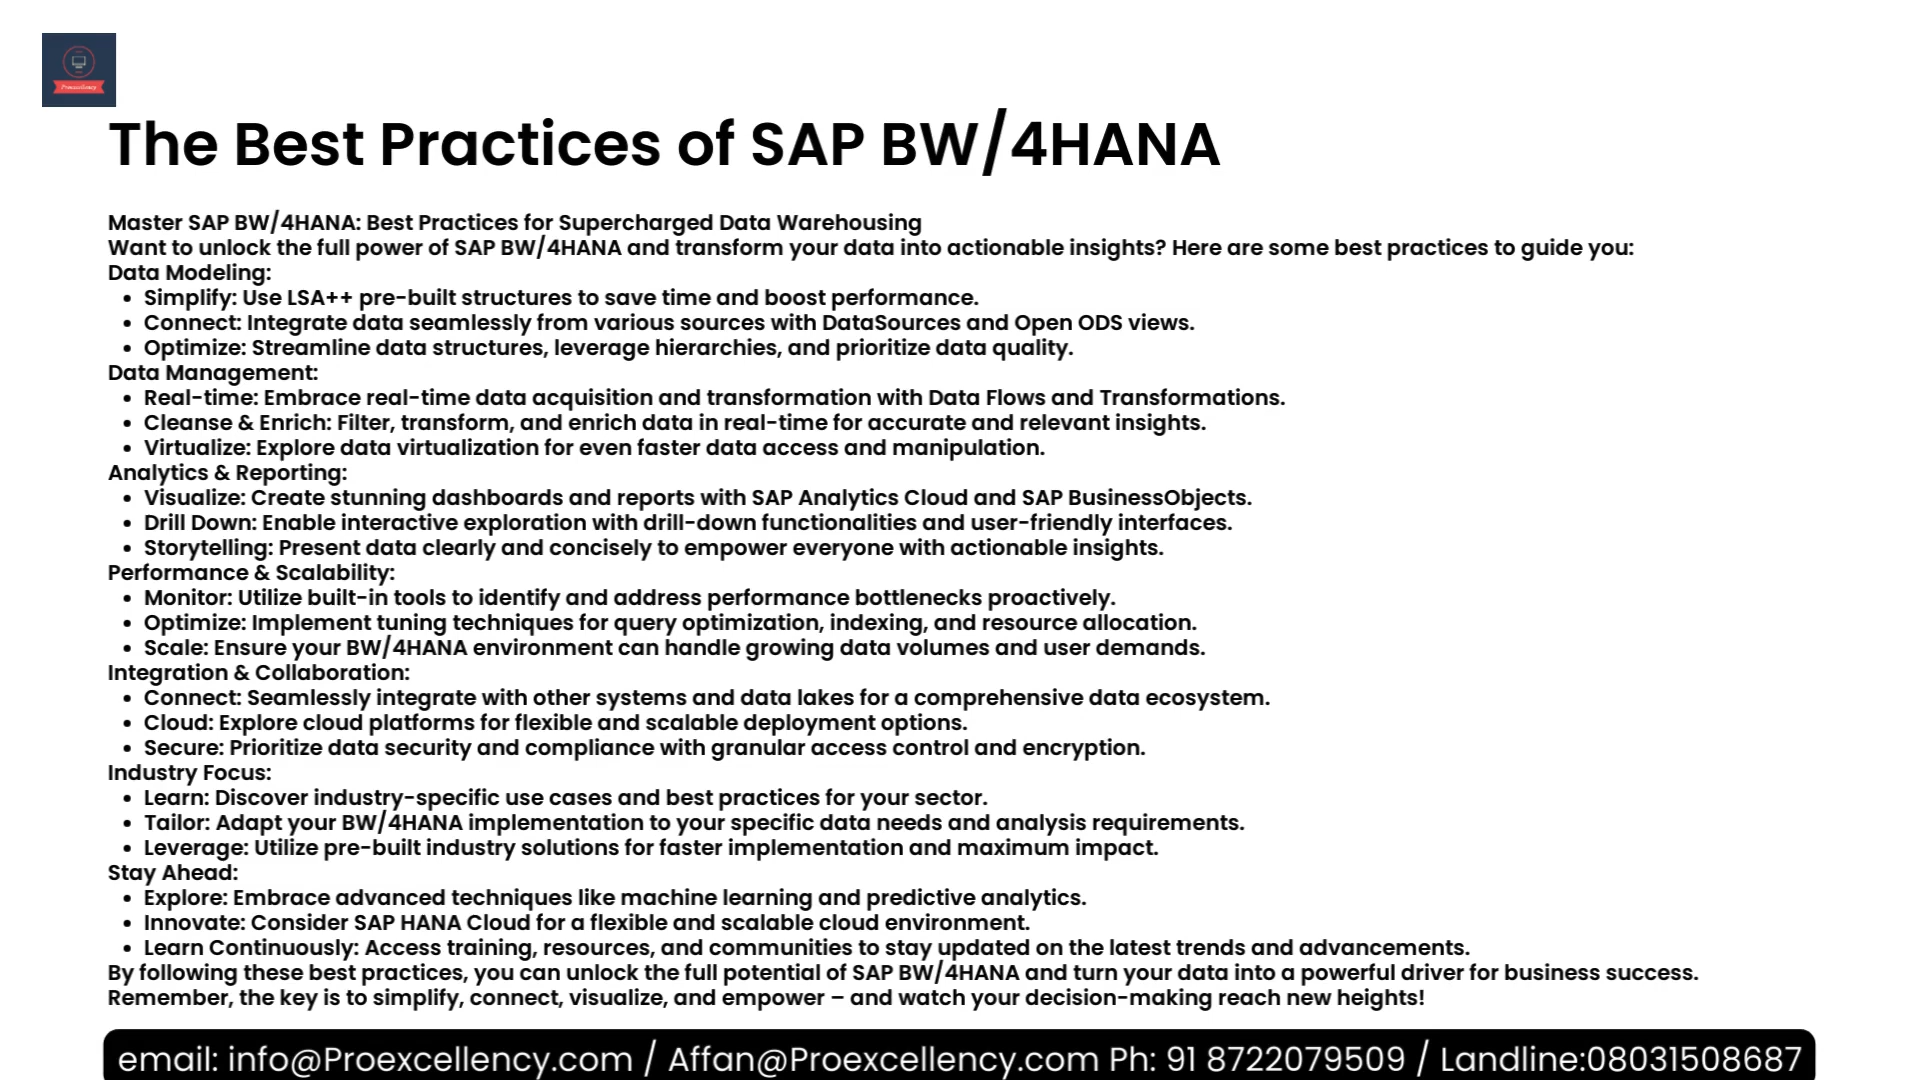 Proexcellency
The Best Practices of SAP BW/4HANA
Master SAP BW/4HANA: Best Practices for Supercharged Data Warehousing
Want to unlock the full power of SAP BW/4HANA and transform your data into actionable insights? Here are some best practices to guide you:
Data Modeling:
• Simplify: Use LSA++ pre-built structures to save time and boost performance.
• Connect: Integrate data seamlessly from various sources with DataSources and Open ODS views.
• Optimize: Streamline data structures, leverage hierarchies, and prioritize data quality.
Data Management:
• Real-time: Embrace real-time data acquisition and transformation with Data Flows and Transformations.
• Cleanse & Enrich: Filter, transform, and enrich data in real-time for accurate and relevant insights.
• Virtualize: Explore data virtualization for even faster data access and manipulation.
Analytics & Reporting:
• Visualize: Create stunning dashboards and reports with SAP Analytics Cloud and SAP BusinessObjects.
• Drill Down: Enable interactive exploration with drill-down functionalities and user-friendly interfaces.
• Storytelling: Present data clearly and concisely to empower everyone with actionable insights.
Performance & Scalability:
• Monitor: Utilize built-in tools to identify and address performance bottlenecks proactively.
• Optimize: Implement tuning techniques for query optimization, indexing, and resource allocation.
• Scale: Ensure your BW/4HANA environment can handle growing data volumes and user demands.
Integration & Collaboration:
• Connect: Seamlessly integrate with other systems and data lakes for a comprehensive data ecosystem.
• Cloud: Explore cloud platforms for flexible and scalable deployment options.
• Secure: Prioritize data security and compliance with granular access control and encryption.
Industry Focus:
• Learn: Discover industry-specific use cases and best practices for your sector.
• Tailor: Adapt your BW/4HANA implementation to your specific data needs and analysis requirements.
• Leverage: Utilize pre-built industry solutions for faster implementation and maximum impact.
Stay Ahead:
• Explore: Embrace advanced techniques like machine learning and predictive analytics.
• Innovate: Consider SAP HANA Cloud for a flexible and scalable cloud environment.
• Learn Continuously: Access training, resources, and communities to stay updated on the latest trends and advancements.
By following these best practices, you can unlock the full potential of SAP BW/4HANA and turn your data into a powerful driver for business success.
Remember, the key is to simplify, connect, visualize, and empower – and watch your decision-making reach new heights!
email: info@Proexcellency.com / Affan@Proexcellency.com Ph: 91 8722079509 / Landline:08031508687